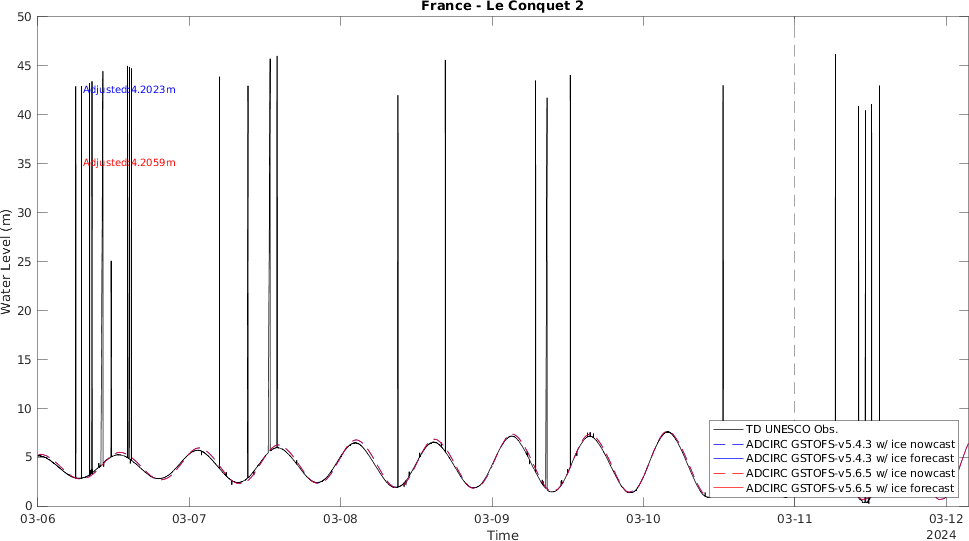 France - Le Conquet 2
50
45
40
35
30
25
20
15
10
5
0
Water Level (m)
Adjusted:4.2023m
Adjusted:4.2059m
TD UNESCO Obs.
ADCIRC GSTOFS-v5.4.3 w/ ice nowcast
ADCIRC GSTOFS-v5.4.3 w/ ice forecast
ADCIRC GSTOFS-v5.6.5 w/ ice nowcast
ADCIRC GSTOFS-v5.6.5 w/ ice forecast
03-06 03-07 03-08 03-09 03-10 03-11 03-12
2024
Time